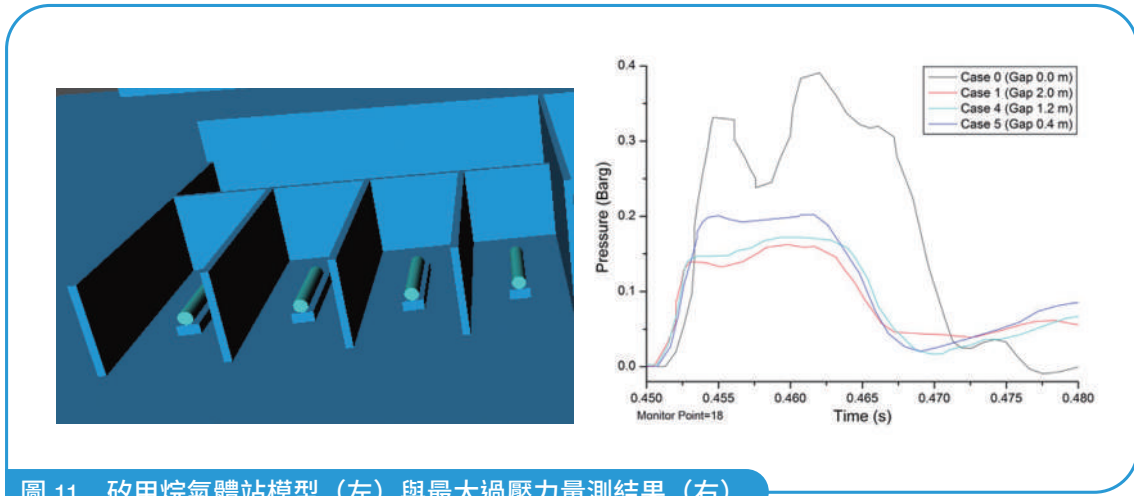 0.4
0.3
0.2
0.1
0.0
Pressure (Barg)
Case 0 (Gap 0.0 m)
Case 1 (Gap 2.0 m)
Case 4 (Gap 1.2 m)
Case 5 (Gap 0.4 m)
0.450
0.455
0.460
0.465
0.470
0.475
0.480
Monitor Point=18
Time (s)
圖 11 矽甲烷氣體站模型（左）與最大過壓力量測結果（右）